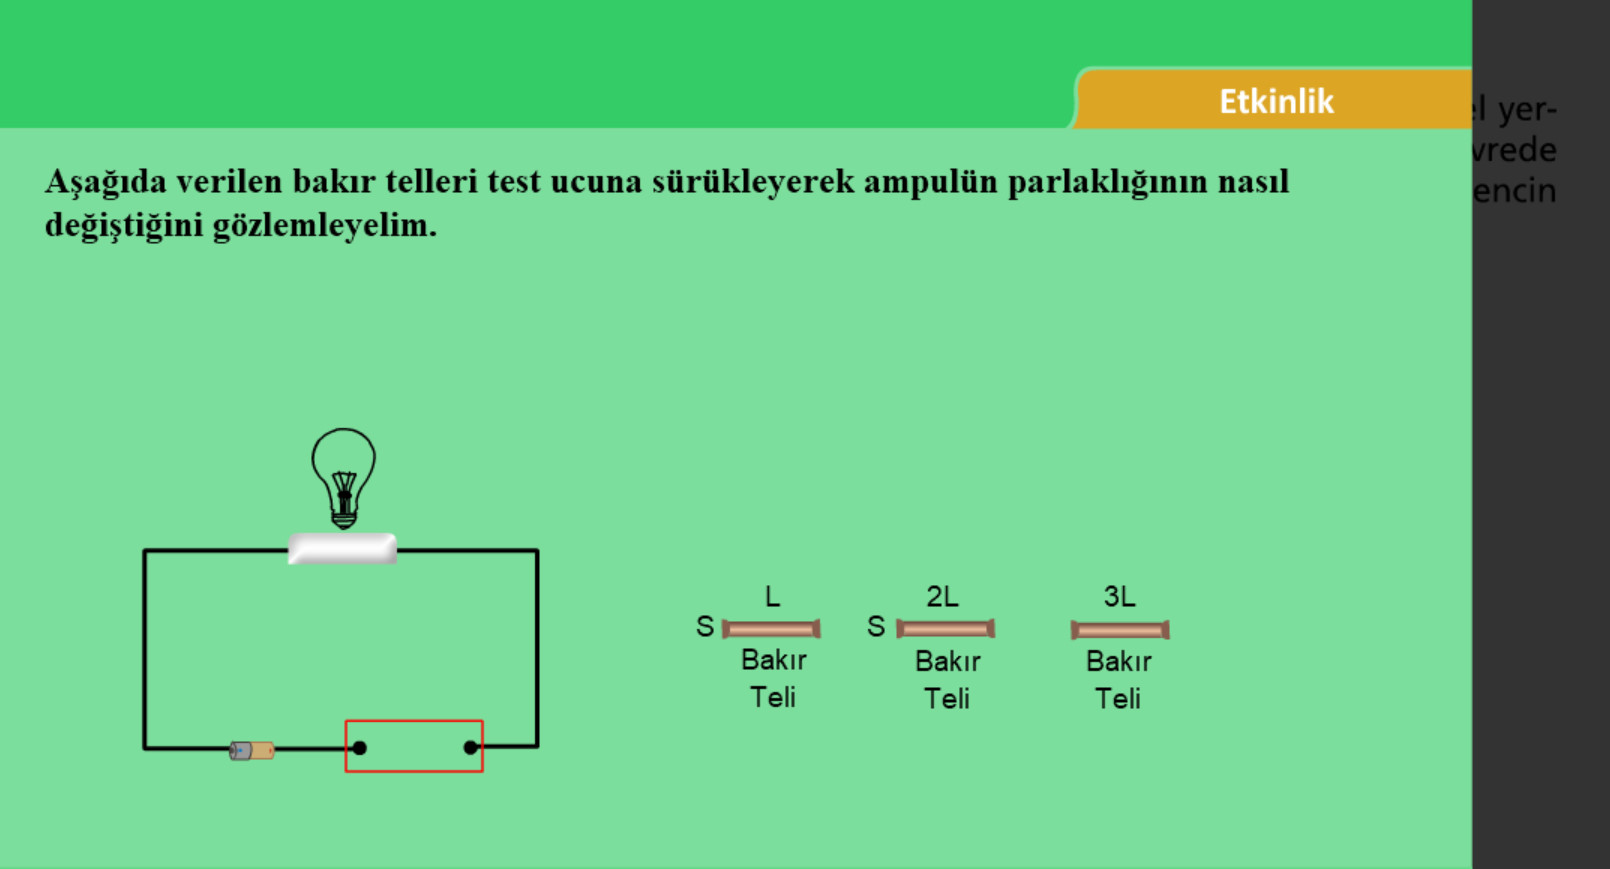 Etkinlik
Aşağıda verilen bakır telleri test ucuna sürükleyerek ampulün parlaklığının nasıl
değiştiğini gözlemleyelim.
yer-
vrede
encin
L
2L
3L
S
S
Bakır
Teli
Bakır
Teli
Bakır
Teli